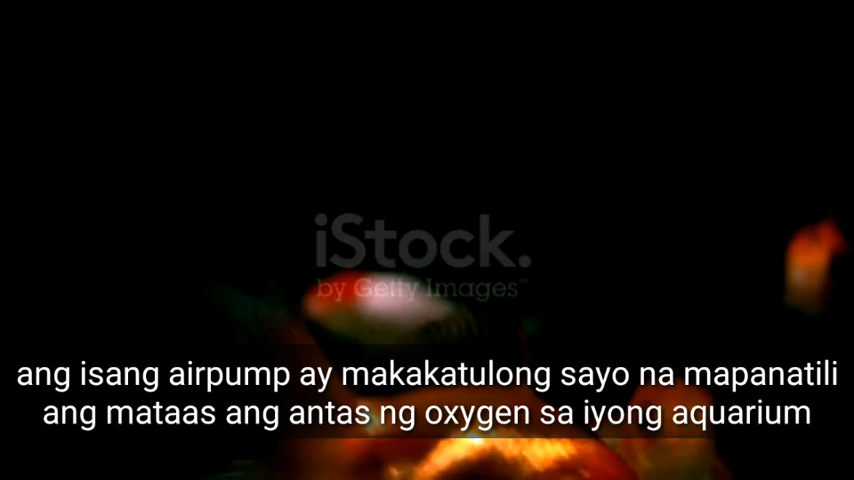 iStock.
by Getty Images™
ang isang airpump ay makakatulong sayo na mapanatili
ang mataas ang antas ng oxygen sa iyong aquarium